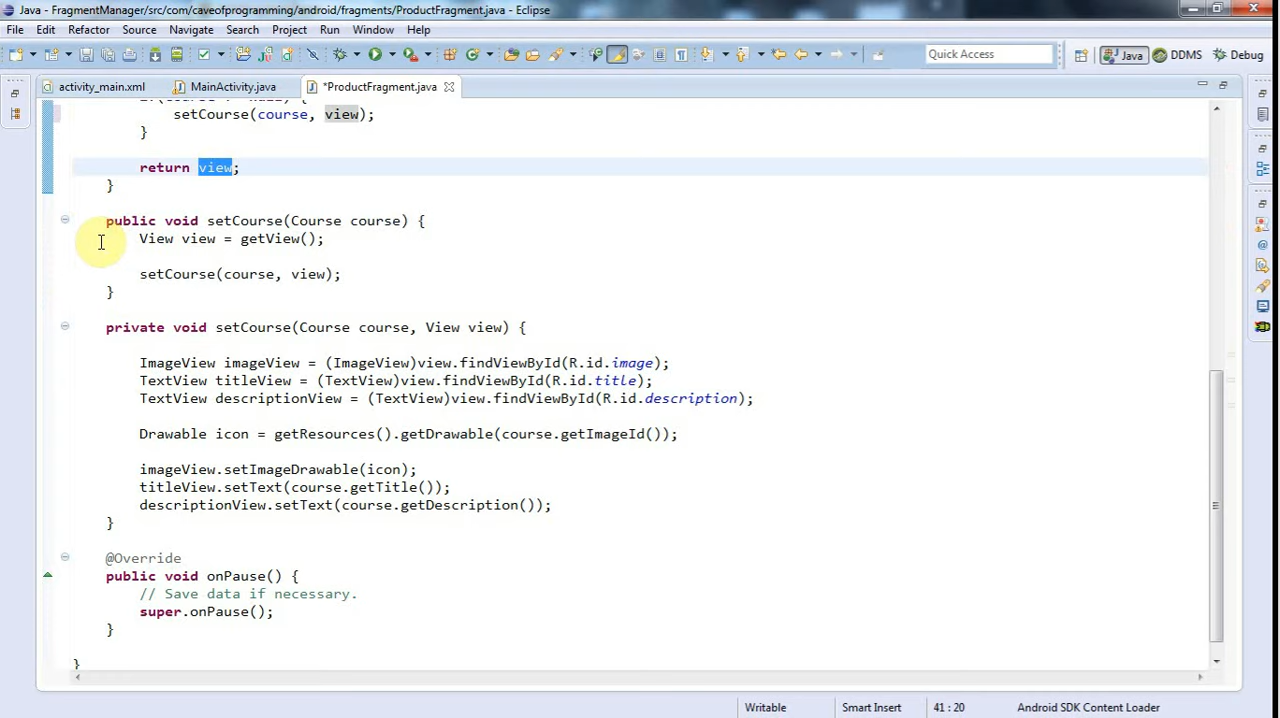 Java - FragmentManager/src/com/caveofprogramming/android/fragments/ProductFragment.java - Eclipse
File Edit Refactor Source Navigate Search Project Run Window Help
Quick Access Java DDMS Debug
activity_main.xml MainActivity.java *ProductFragment.java
setCourse(course, view);
}
return view;
}
public void setCourse(Course course) {
View view = getView();
setCourse(course, view);
}
private void setCourse(Course course, View view) {
ImageView imageView = (ImageView)view.findViewById(R.id.image);
TextView titleView = (TextView)view.findViewById(R.id.title);
TextView descriptionView = (TextView)view.findViewById(R.id.description);
Drawable icon = getResources().getDrawable(course.getImageId());
imageView.setImageDrawable(icon);
titleView.setText(course.getTitle());
descriptionView.setText(course.getDescription());
}
@Override
public void onPause() {
// Save data if necessary.
super.onPause();
}
}
Writable Smart Insert 41 : 20 Android SDK Content Loader